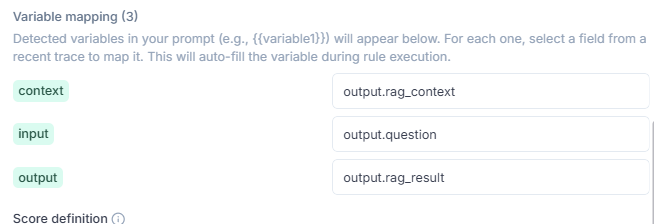 Variable mapping (3)
Detected variables in your prompt (e.g., {{variable1}}) will appear below. For each one, select a field from a
recent trace to map it. This will auto-fill the variable during rule execution.
context output.rag_context
input output.question
output output.rag_result
Score definition